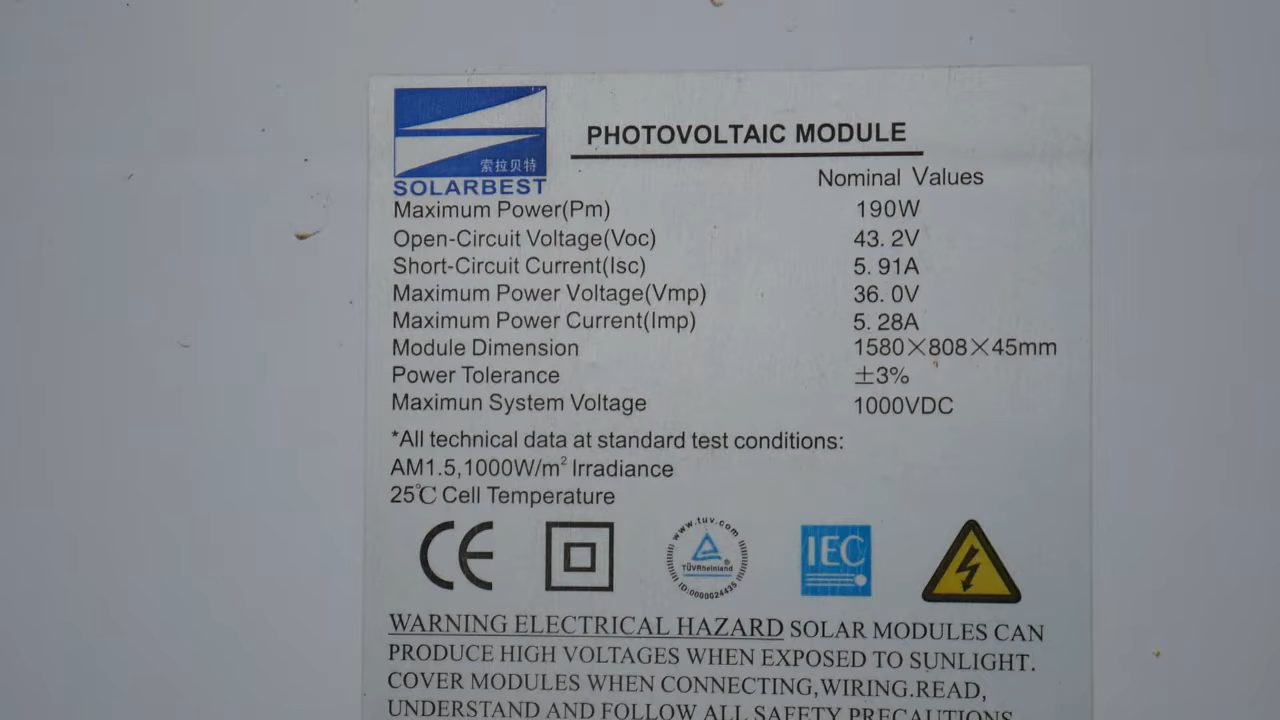 索拉贝特
SOLARBEST
PHOTOVOLTAIC MODULE
Nominal Values
Maximum Power(Pm) 190W
Open-Circuit Voltage(Voc) 43.2V
Short-Circuit Current(Isc) 5.91A
Maximum Power Voltage(Vmp) 36.0V
Maximum Power Current(Imp) 5.28A
Module Dimension 1580×808×45mm
Power Tolerance ±3%
Maximun System Voltage 1000VDC
*All technical data at standard test conditions:
AM1.5,1000W/m² Irradiance
25℃ Cell Temperature
CE
www.tuv.com
TÜVRheinland®
ID:0000024435
IEC
WARNING ELECTRICAL HAZARD SOLAR MODULES CAN
PRODUCE HIGH VOLTAGES WHEN EXPOSED TO SUNLIGHT.
COVER MODULES WHEN CONNECTING,WIRING.READ,
UNDERSTAND AND FOLLOW ALL SAFETY PRECAUTIONS